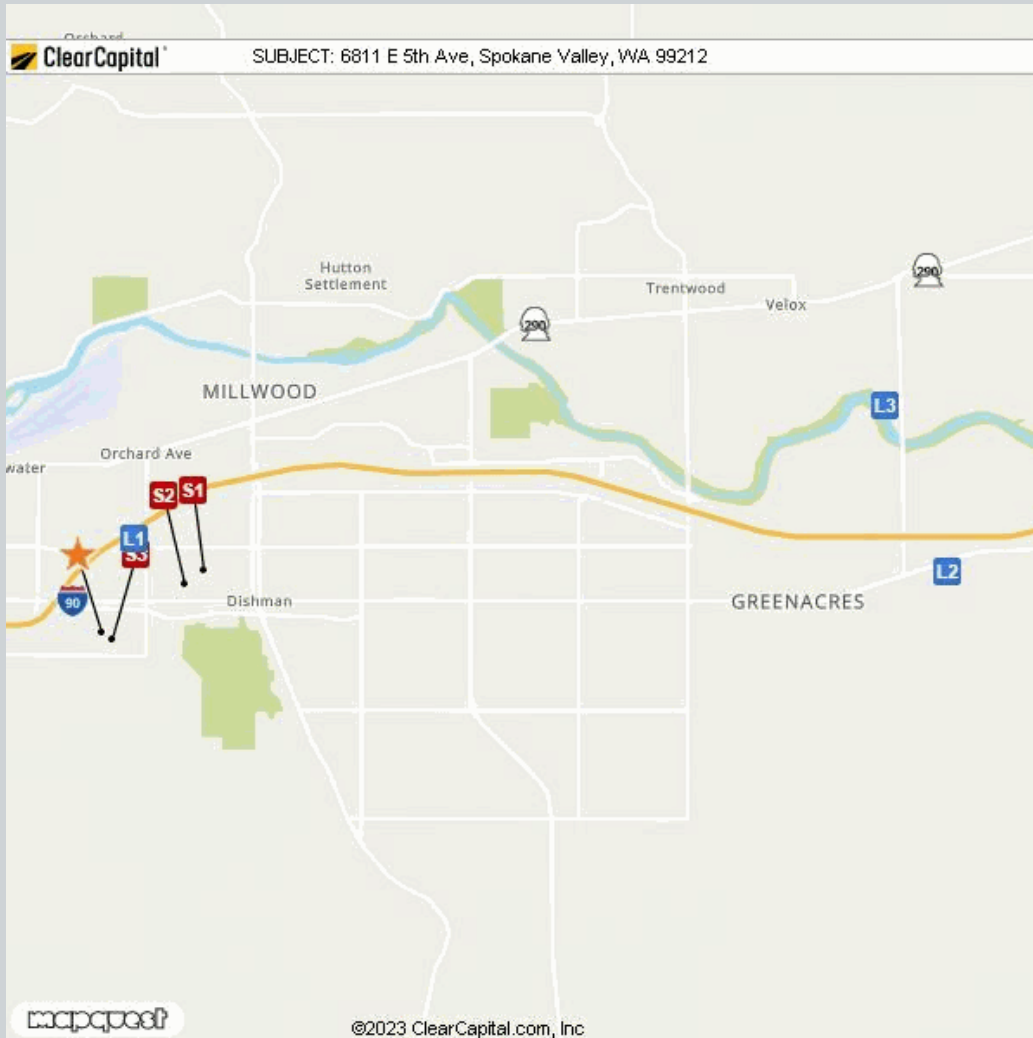 Orchard
ClearCapital
SUBJECT: 6811 E 5th Ave, Spokane Valley, WA 99212
Hutton
Settlement
290
Trentwood
Velox
290
MILLWOOD
L3
Orchard Ave
water
S2
S1
L1
S3
L2
90
Dishman
GREENACRES
mapquest
©2023 ClearCapital.com, Inc